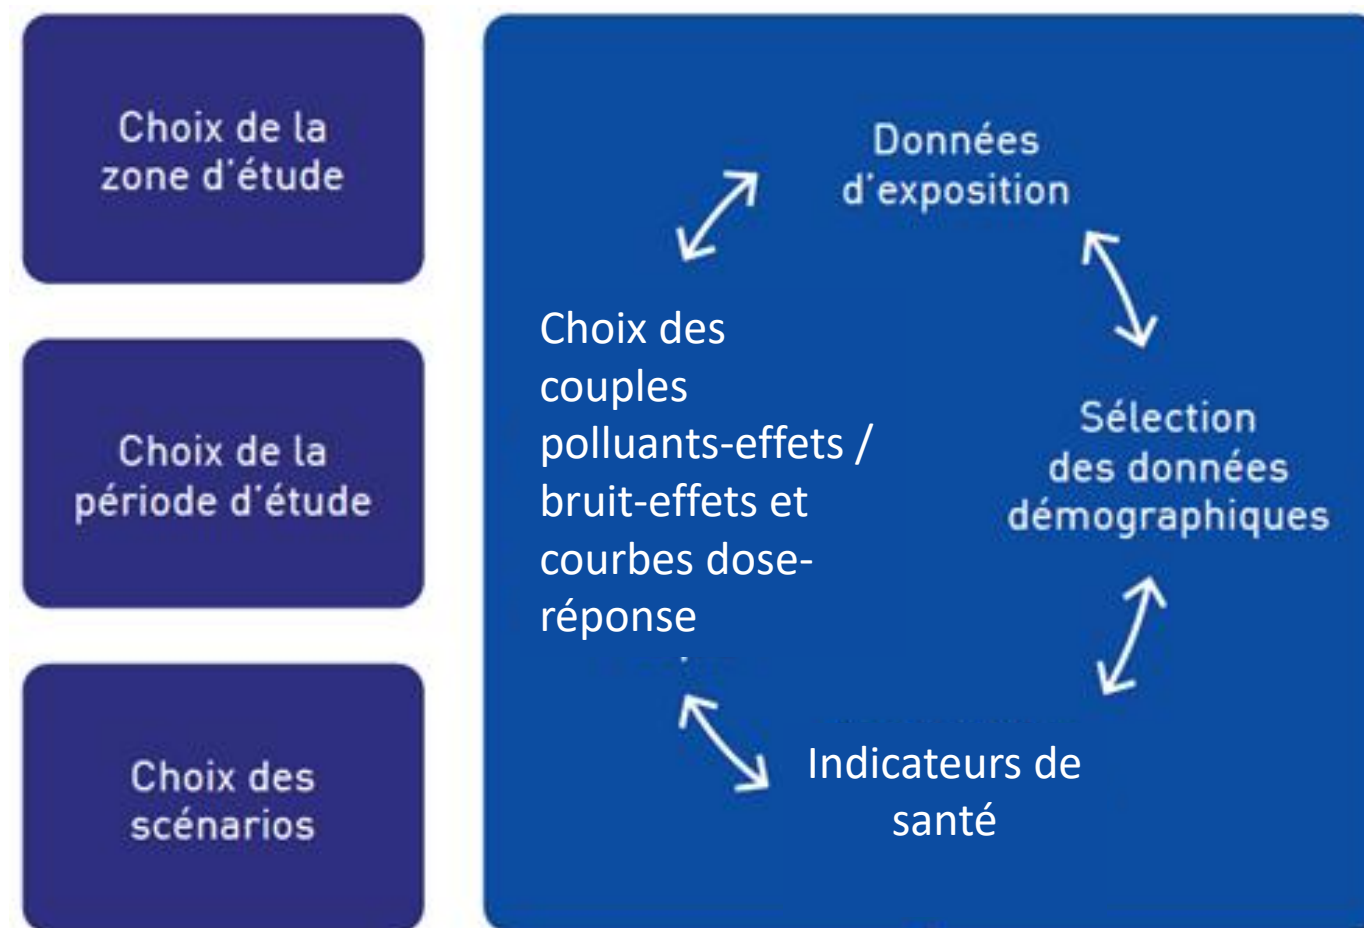 Choix de la
zone d'étude
Choix de la
période d'étude
Choix des
scénarios
Données
d'exposition
Choix des
couples
polluants-effets /
bruit-effets et
courbes dose-
réponse
Sélection
des données
démographiques
Indicateurs de
santé